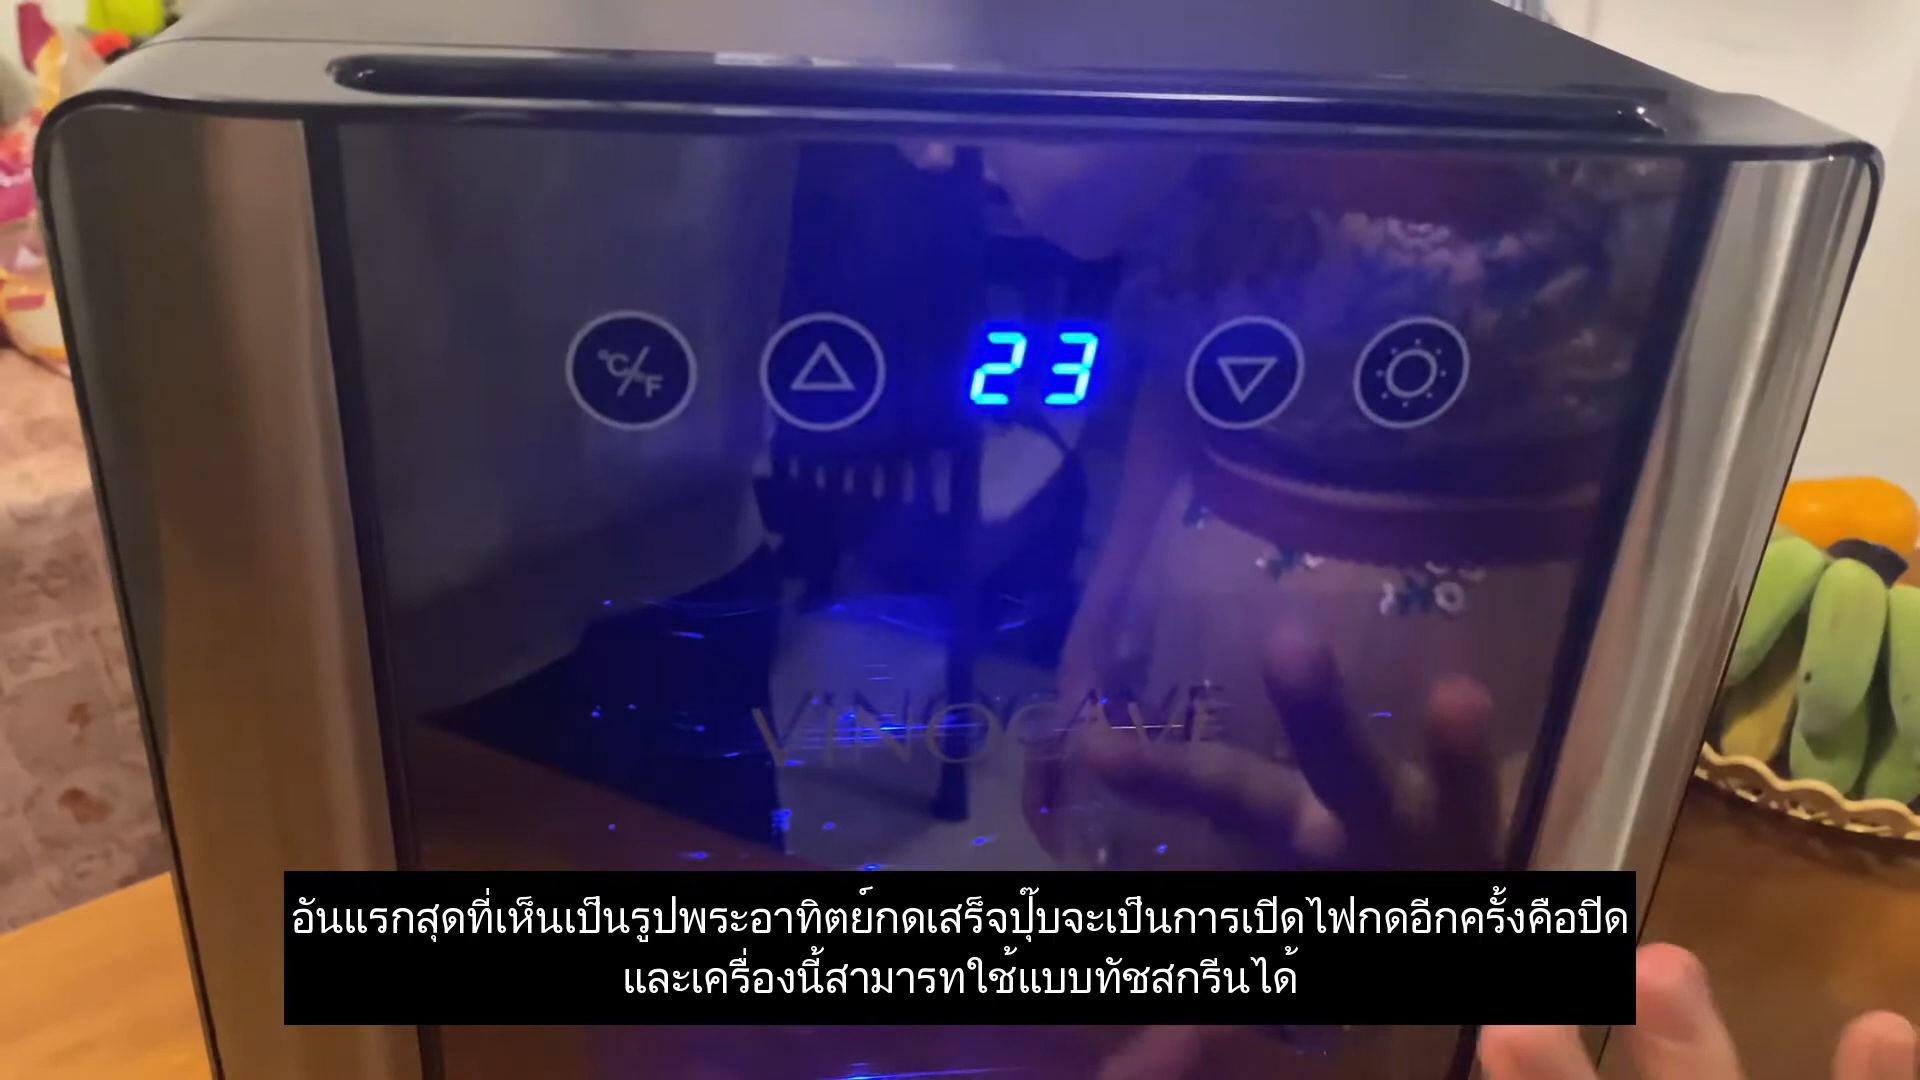 °C/°F
23
VINOCAVE
อันแรกสุดที่เห็นเป็นรูปพระอาทิตย์กดเสร็จปุ๊บจะเป็นการเปิดไฟกดอีกครั้งคือปิด
และเครื่องนี้สามารทใช้แบบทัชสกรีนได้